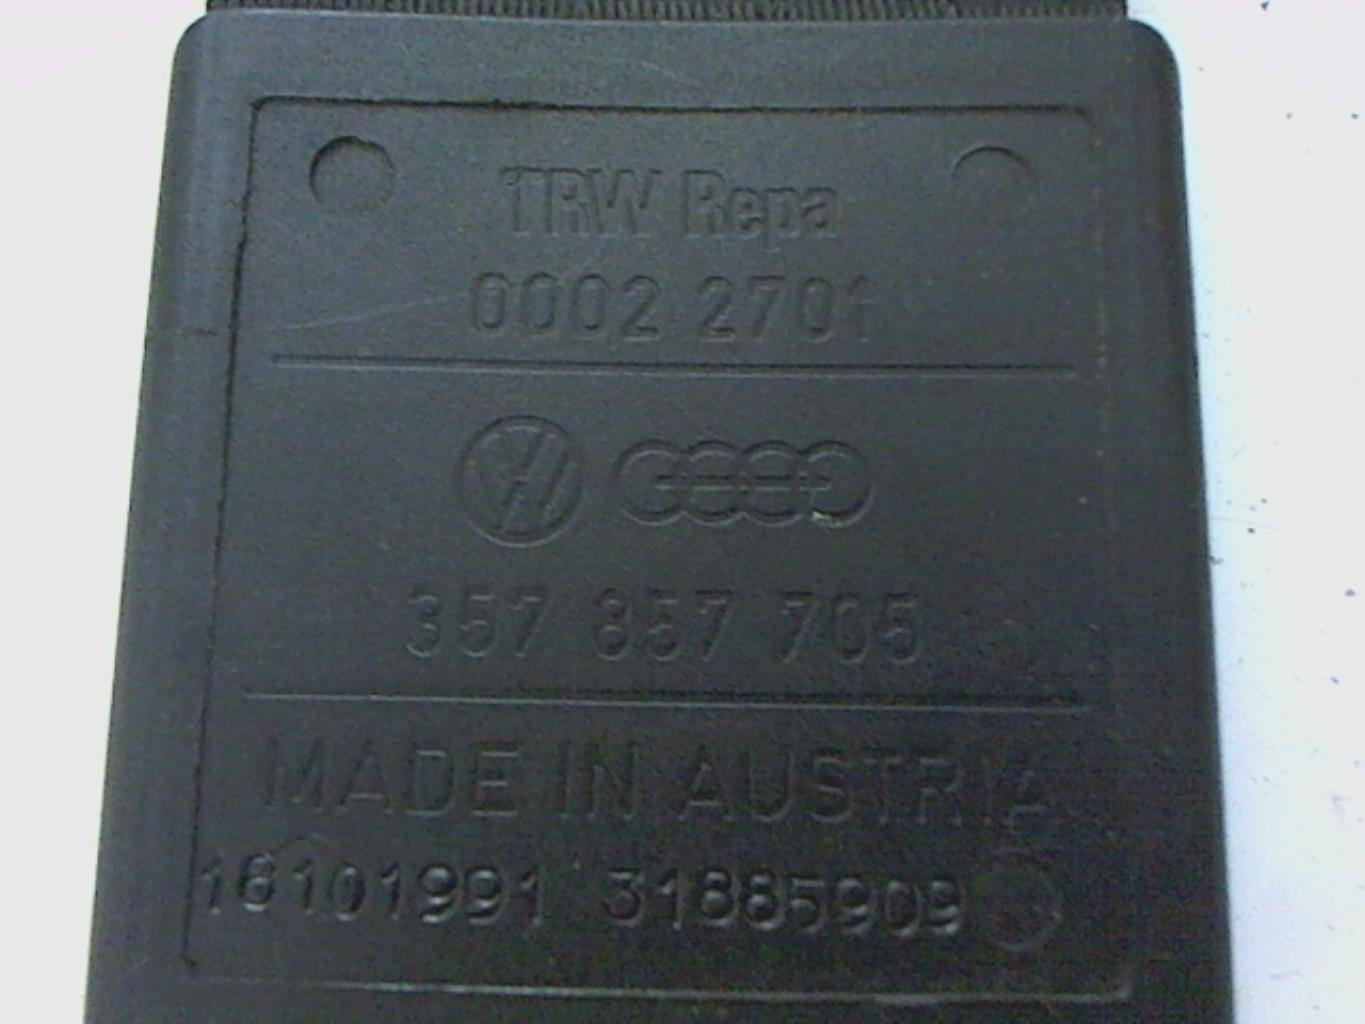 TRW Repa
0002 2701
357 857 705
MADE IN AUSTRIA
16101991 31885909